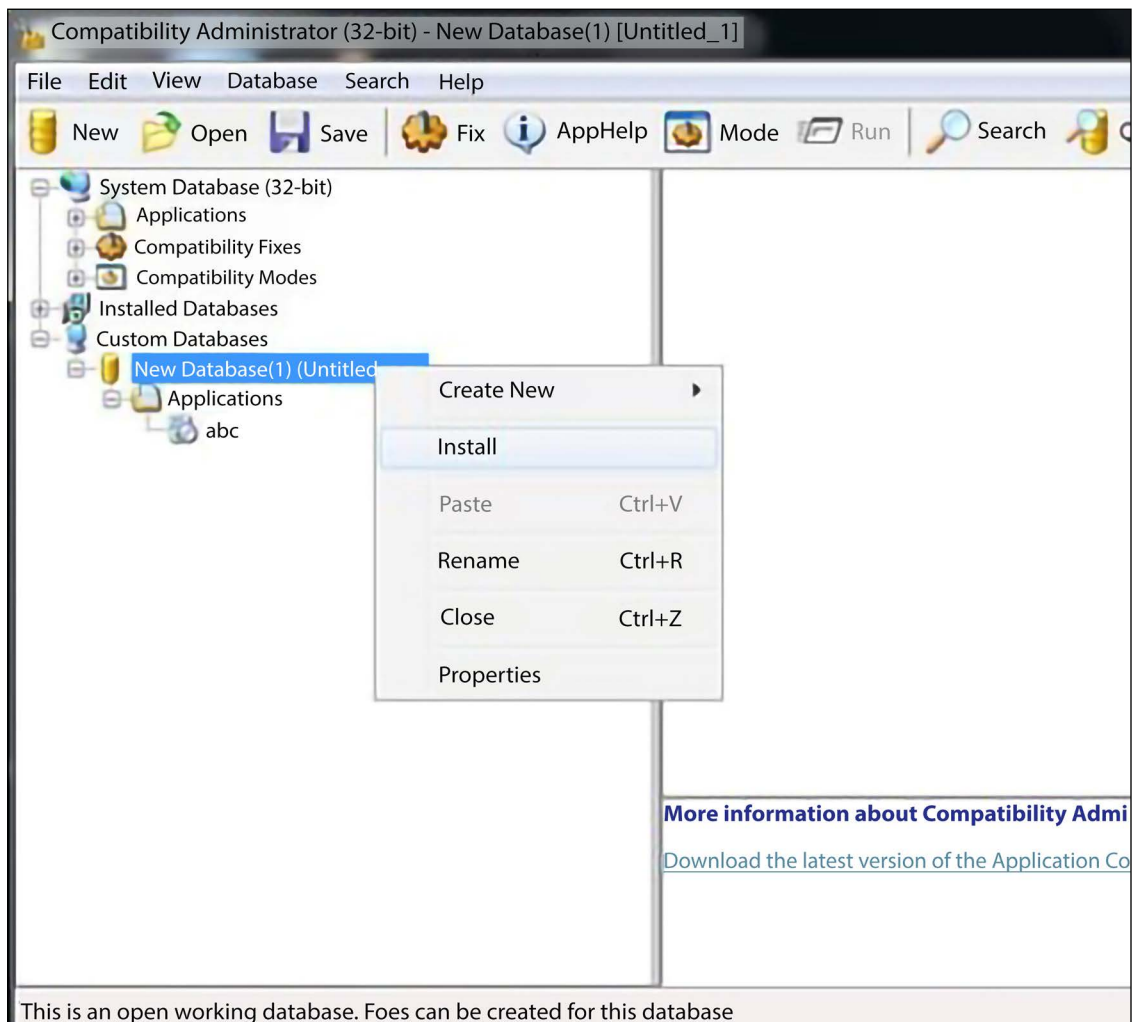 Compatibility Administrator (32-bit) - New Database(1) [Untitled_1]
File Edit View Database Search Help
New Open Save Fix AppHelp Mode Run Search
System Database (32-bit)
Applications
Compatibility Fixes
Compatibility Modes
Installed Databases
Custom Databases
New Database(1) (Untitled
Applications
abc
Create New
Install
Paste Ctrl+V
Rename Ctrl+R
Close Ctrl+Z
Properties
More information about Compatibility Admi
Download the latest version of the Application Co
This is an open working database. Foes can be created for this database